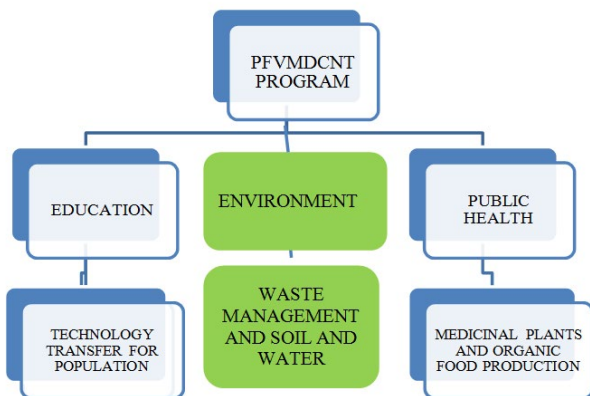 PFVMDCNT
PROGRAM
EDUCATION
ENVIRONMENT
PUBLIC
HEALTH
TECHNOLOGY
TRANSFER FOR
POPULATION
WASTE
MANAGEMENT
AND SOIL AND
WATER
MEDICINAL PLANTS
AND ORGANIC
FOOD PRODUCTION